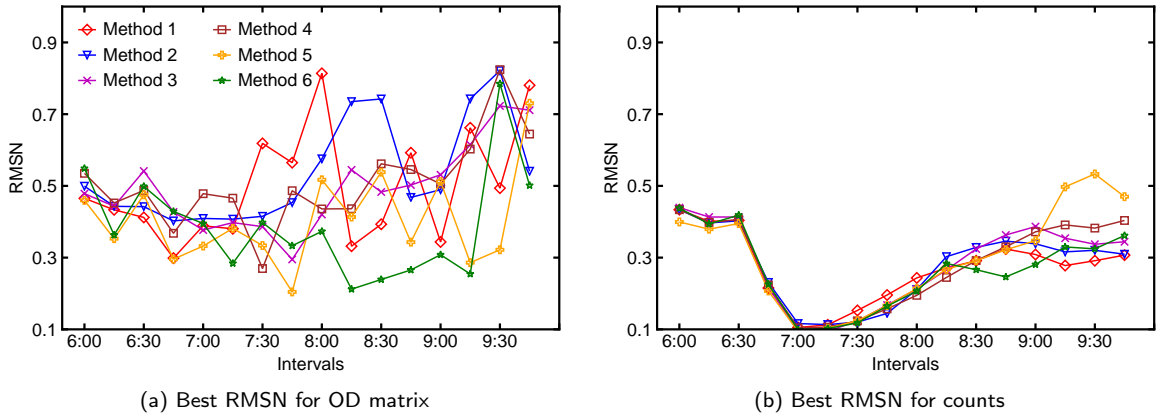 0.9
0.7
0.5
0.3
0.1
RMSN
Method 1
Method 2
Method 3
Method 4
Method 5
Method 6
6:00 6:30 7:00 7:30 8:00 8:30 9:00 9:30
Intervals
(a) Best RMSN for OD matrix
0.9
0.7
0.5
0.3
0.1
RMSN
6:00 6:30 7:00 7:30 8:00 8:30 9:00 9:30
Intervals
(b) Best RMSN for counts